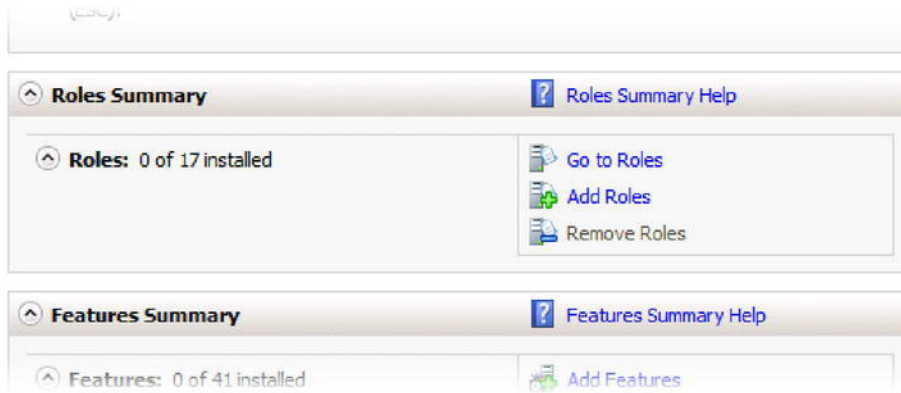 Roles Summary
Roles Summary Help
Roles: 0 of 17 installed
Go to Roles
Add Roles
Remove Roles
Features Summary
Features Summary Help
Features: 0 of 41 installed
Add Features